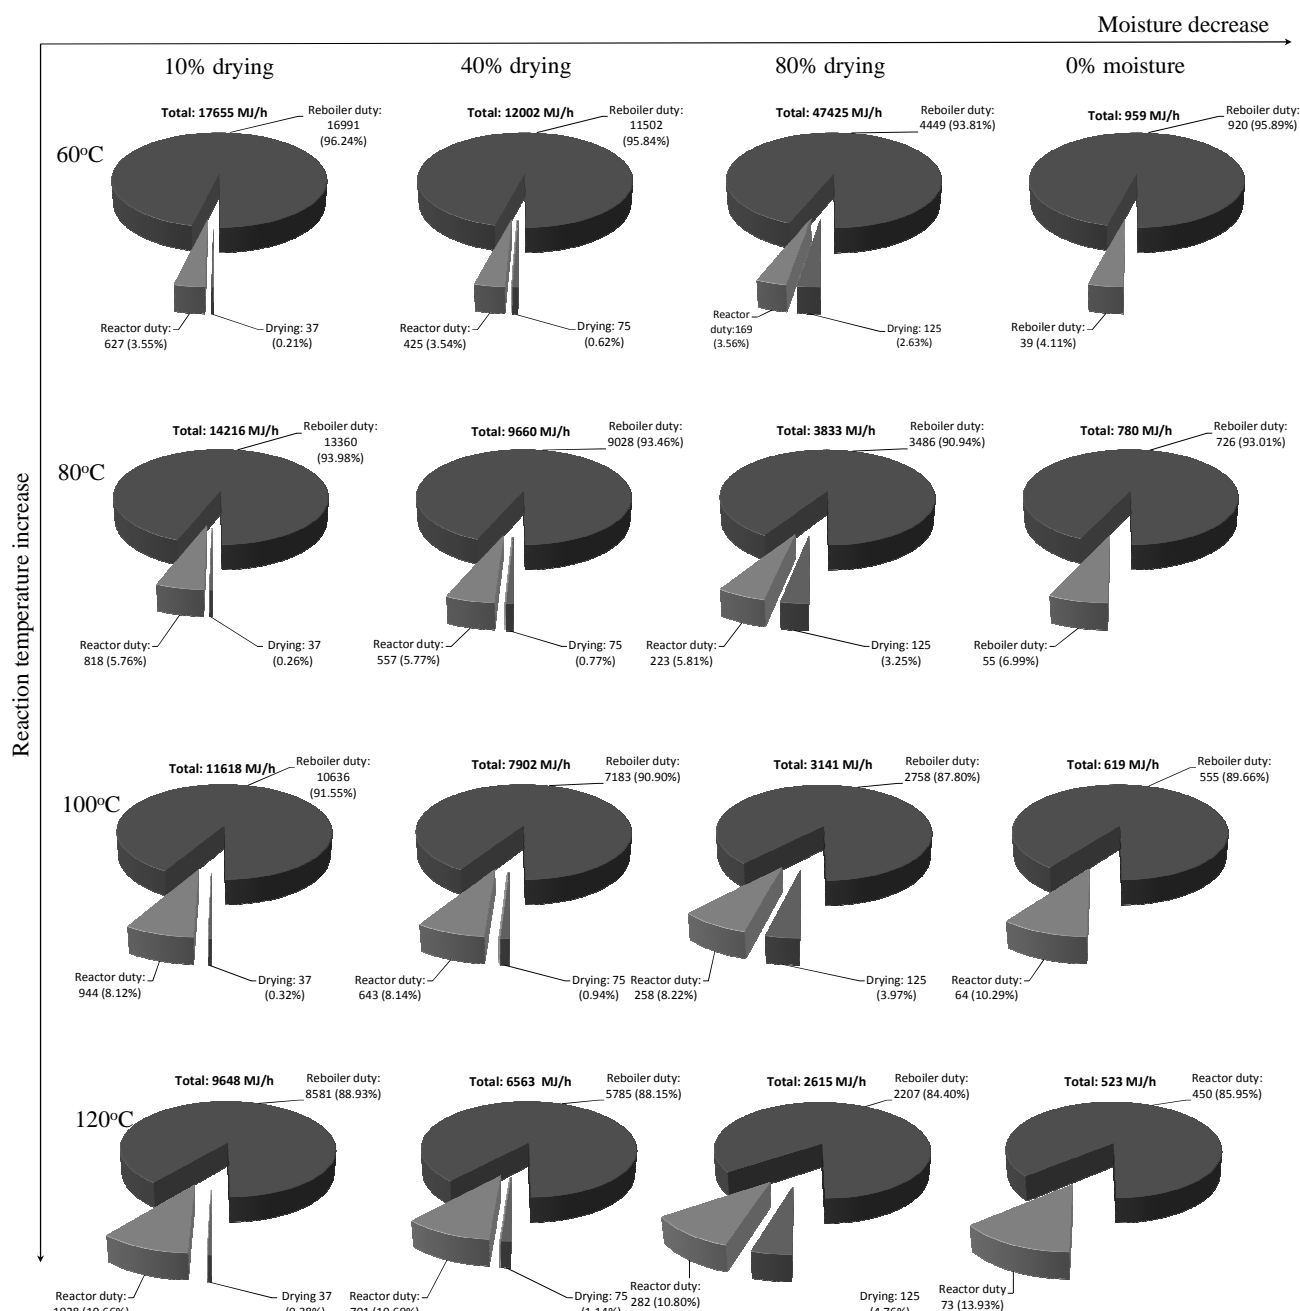 Moisture decrease
10% drying
40% drying
80% drying
0% moisture
Reaction temperature increase
60°C
Total: 17655 MJ/h
Reboiler duty:
16991
(96.24%)
Reactor duty:
627 (3.55%)
Drying: 37
(0.21%)
Total: 12002 MJ/h
Reboiler duty:
11502
(95.84%)
Reactor duty:
425 (3.54%)
Drying: 75
(0.62%)
Total: 47425 MJ/h
Reboiler duty:
4449 (93.81%)
Reactor
duty:169
(3.56%)
Drying: 125
(2.63%)
Total: 959 MJ/h
Reboiler duty:
920 (95.89%)
Reboiler duty:
39 (4.11%)
80°C
Total: 14216 MJ/h
Reboiler duty:
13360
(93.98%)
Reactor duty:
818 (5.76%)
Drying: 37
(0.26%)
Total: 9660 MJ/h
Reboiler duty:
9028 (93.46%)
Reactor duty:
557 (5.77%)
Drying: 75
(0.77%)
Total: 3833 MJ/h
Reboiler duty:
3486 (90.94%)
Reactor duty:
223 (5.81%)
Drying: 125
(3.25%)
Total: 780 MJ/h
Reboiler duty:
726 (93.01%)
Reboiler duty:
55 (6.99%)
100°C
Total: 11618 MJ/h
Reboiler duty:
10636
(91.55%)
Reactor duty:
944 (8.12%)
Drying: 37
(0.32%)
Total: 7902 MJ/h
Reboiler duty:
7183 (90.90%)
Reactor duty:
643 (8.14%)
Drying: 75
(0.94%)
Total: 3141 MJ/h
Reboiler duty:
2758 (87.80%)
Reactor duty:
258 (8.22%)
Drying: 125
(3.97%)
Total: 619 MJ/h
Reboiler duty:
555 (89.66%)
Reactor duty:
64 (10.29%)
120°C
Total: 9648 MJ/h
Reboiler duty:
8581 (88.93%)
Reactor duty:
Drying 37
Total: 6563 MJ/h
Reboiler duty:
5785 (88.15%)
Reactor duty:
Drying: 75
Total: 2615 MJ/h
Reboiler duty:
2207 (84.40%)
Reactor duty:
282 (10.80%)
Drying: 125
Total: 523 MJ/h
Reactor duty:
450 (85.95%)
Reactor duty
73 (13.93%)